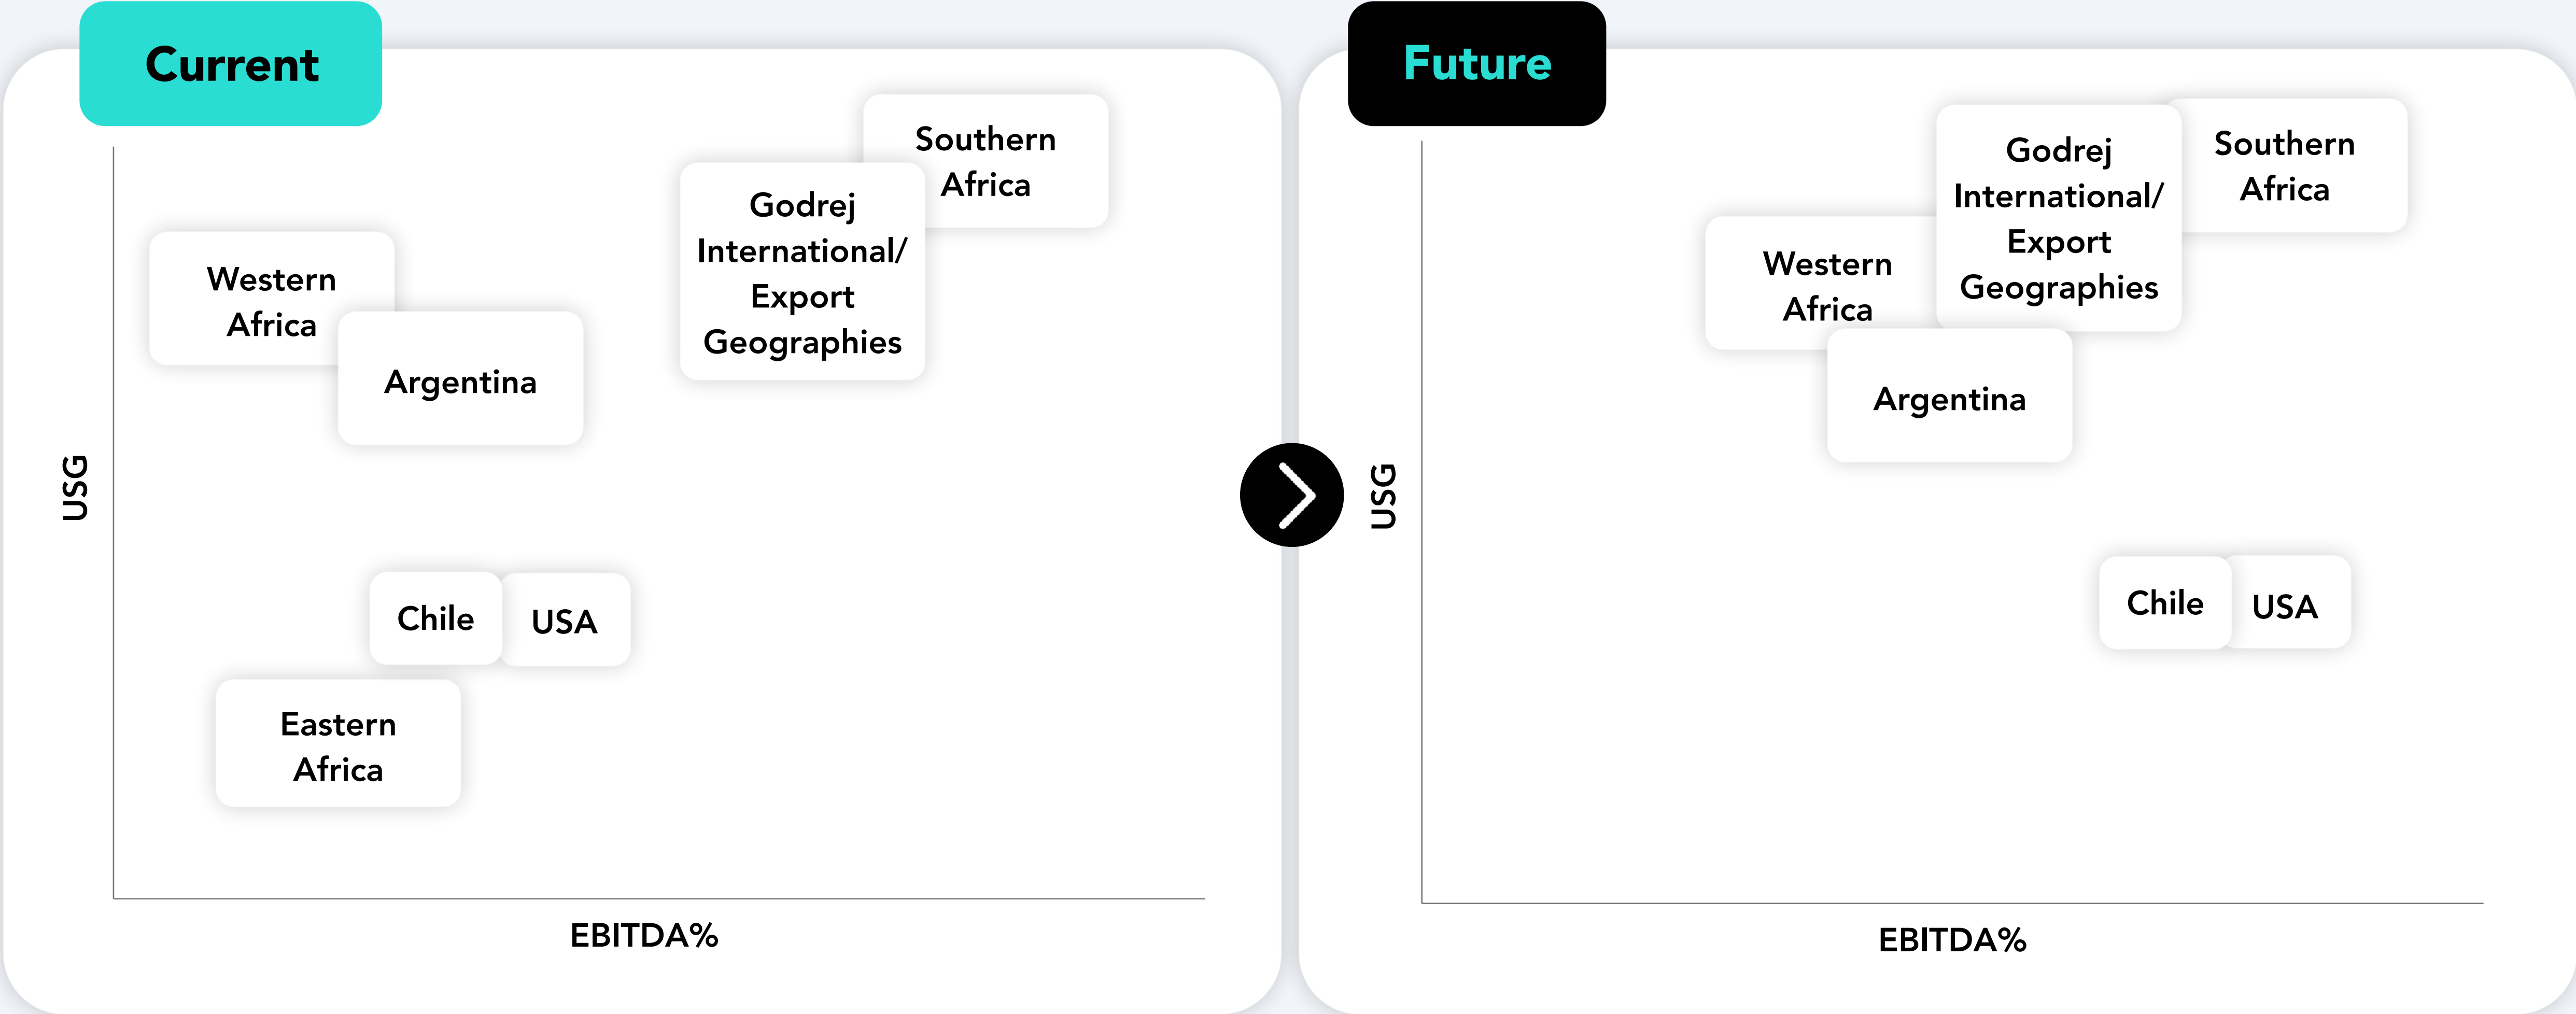 Current
Southern
Africa
Godrej
International/
Export
Geographies
Western
Africa
Argentina
USG
Chile
USA
Eastern
Africa
EBITDA%
Future
Godrej
International/
Export
Geographies
Southern
Africa
Western
Africa
Argentina
USG
Chile
USA
EBITDA%